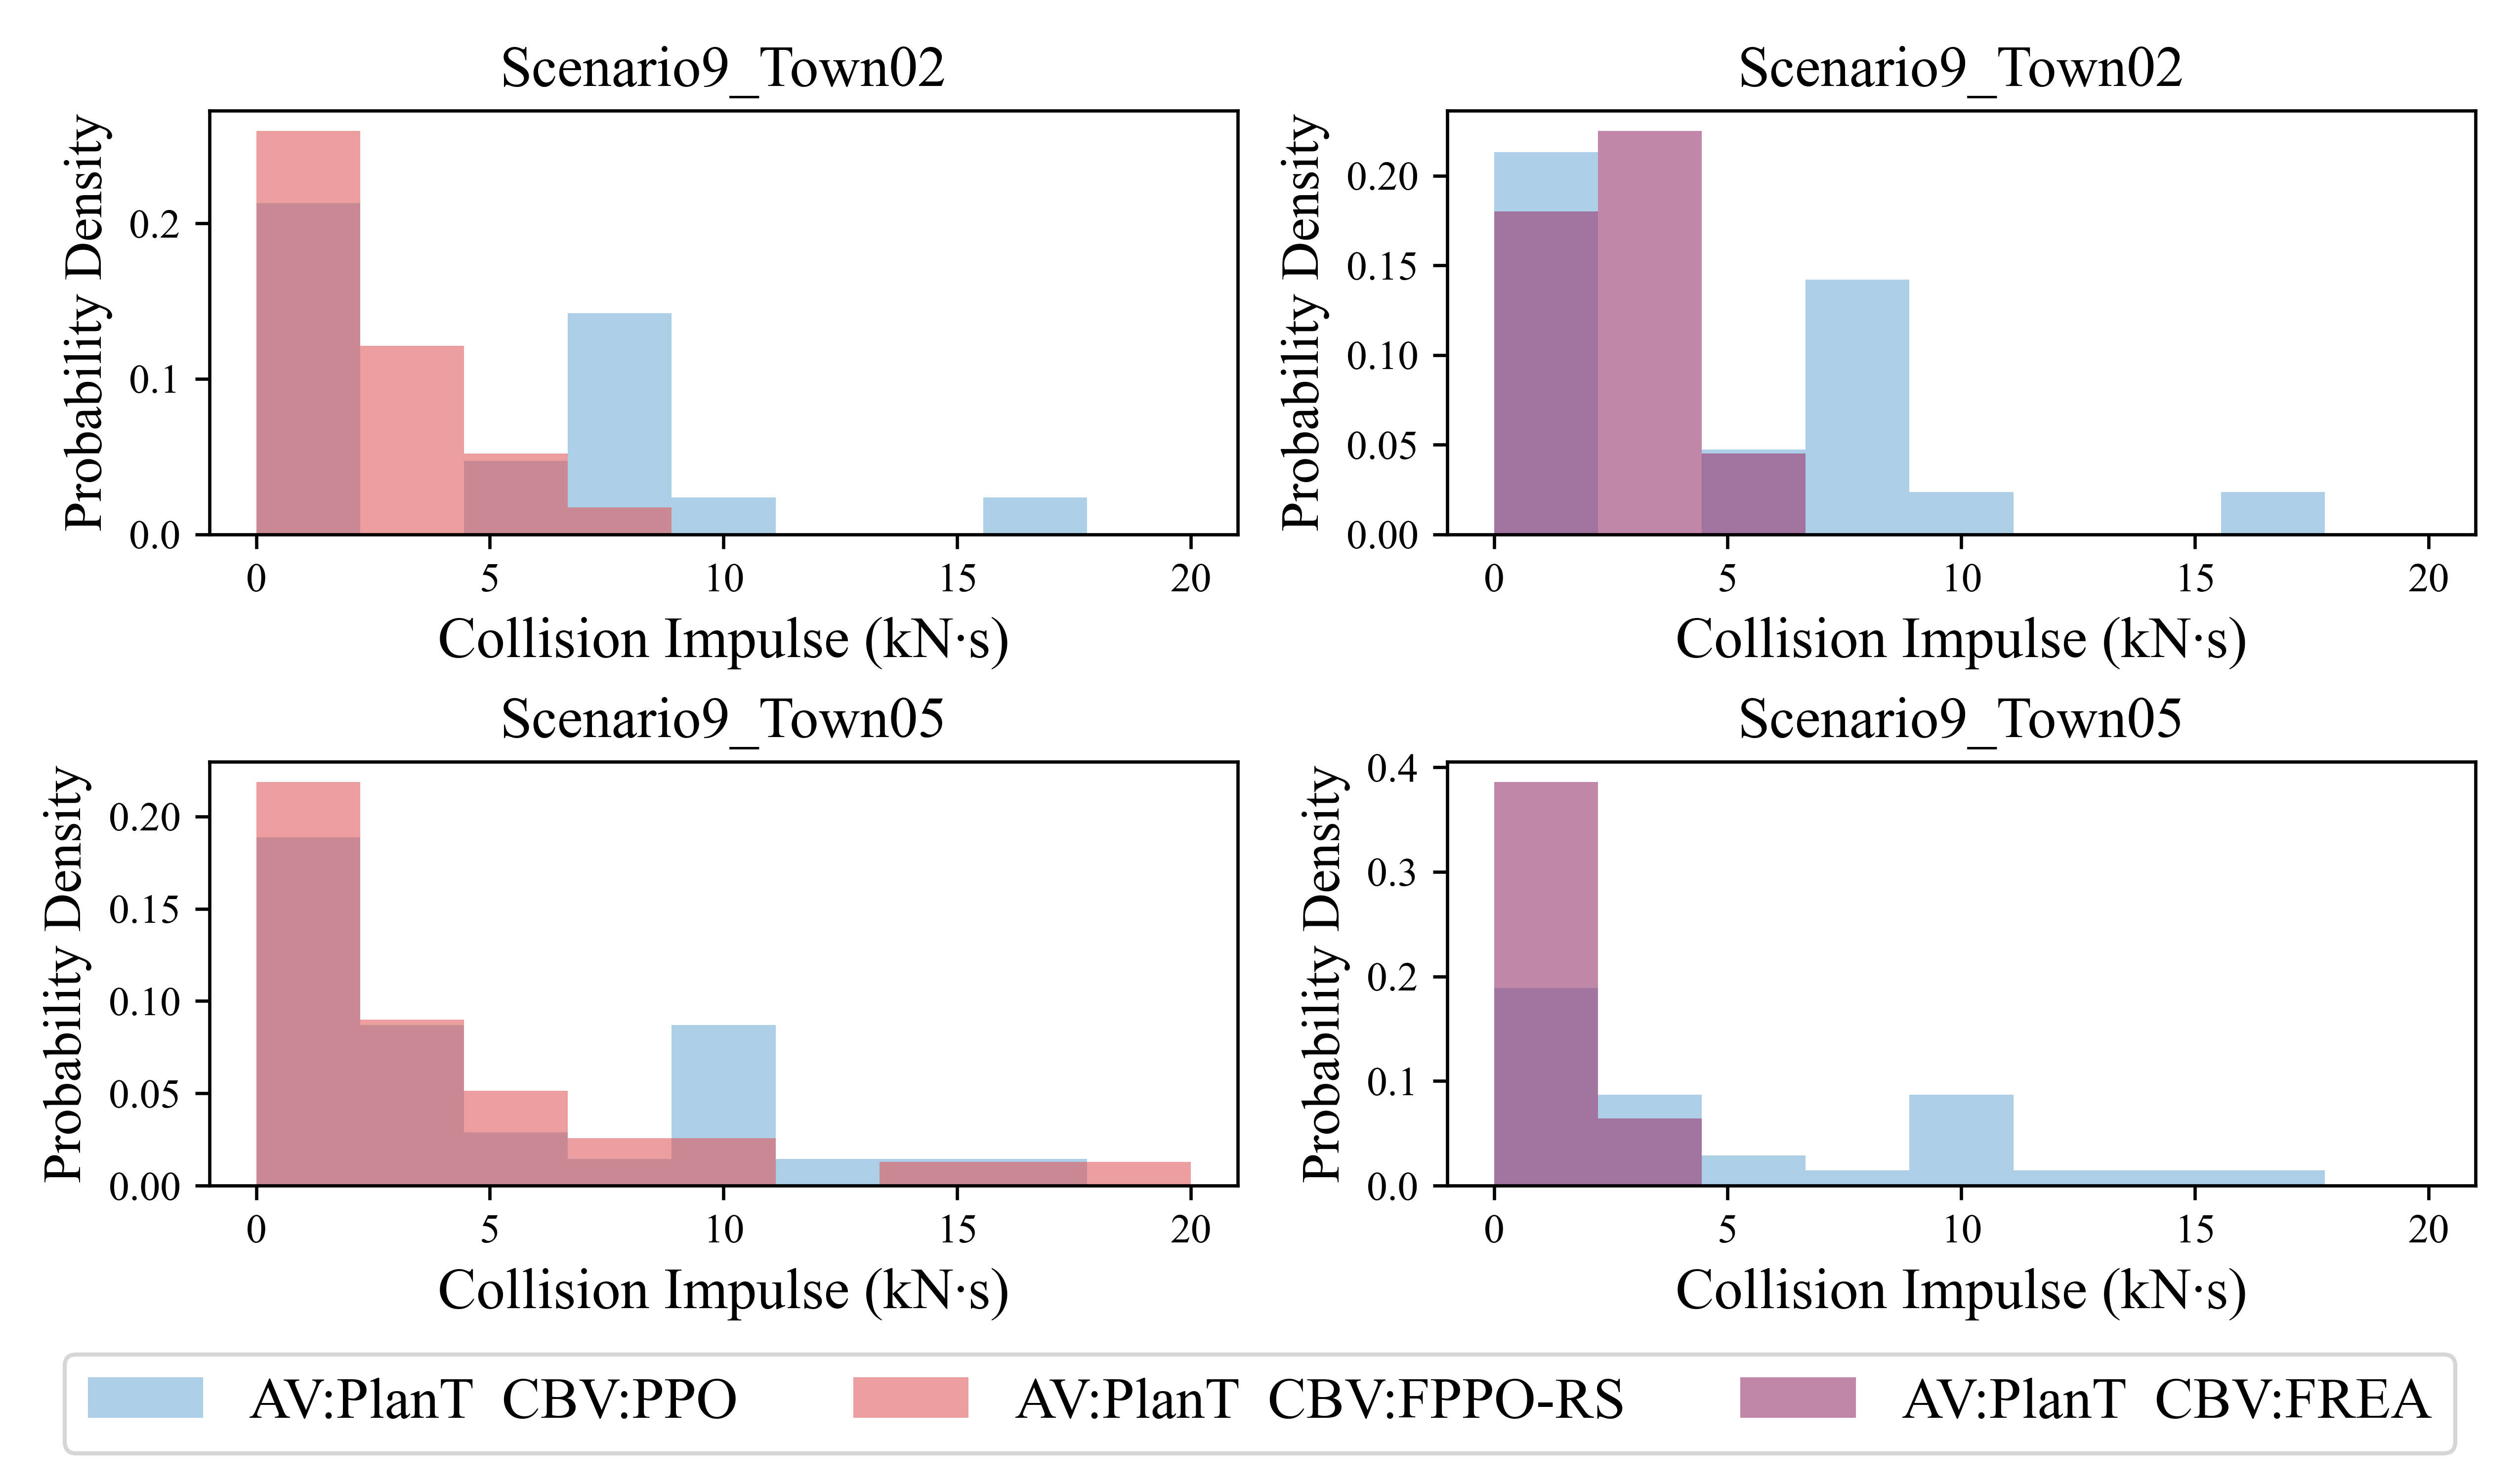 Scenario9_Town02
Probability Density
0.2
0.1
0.0
0 5 10 15 20
Collision Impulse (kN·s)
Scenario9_Town02
Probability Density
0.20
0.15
0.10
0.05
0.00
0 5 10 15 20
Collision Impulse (kN·s)
Scenario9_Town05
Probability Density
0.20
0.15
0.10
0.05
0.00
0 5 10 15 20
Collision Impulse (kN·s)
Scenario9_Town05
Probability Density
0.4
0.3
0.2
0.1
0.0
0 5 10 15 20
Collision Impulse (kN·s)
AV:PlanT CBV:PPO
AV:PlanT CBV:FPPO-RS
AV:PlanT CBV:FREA